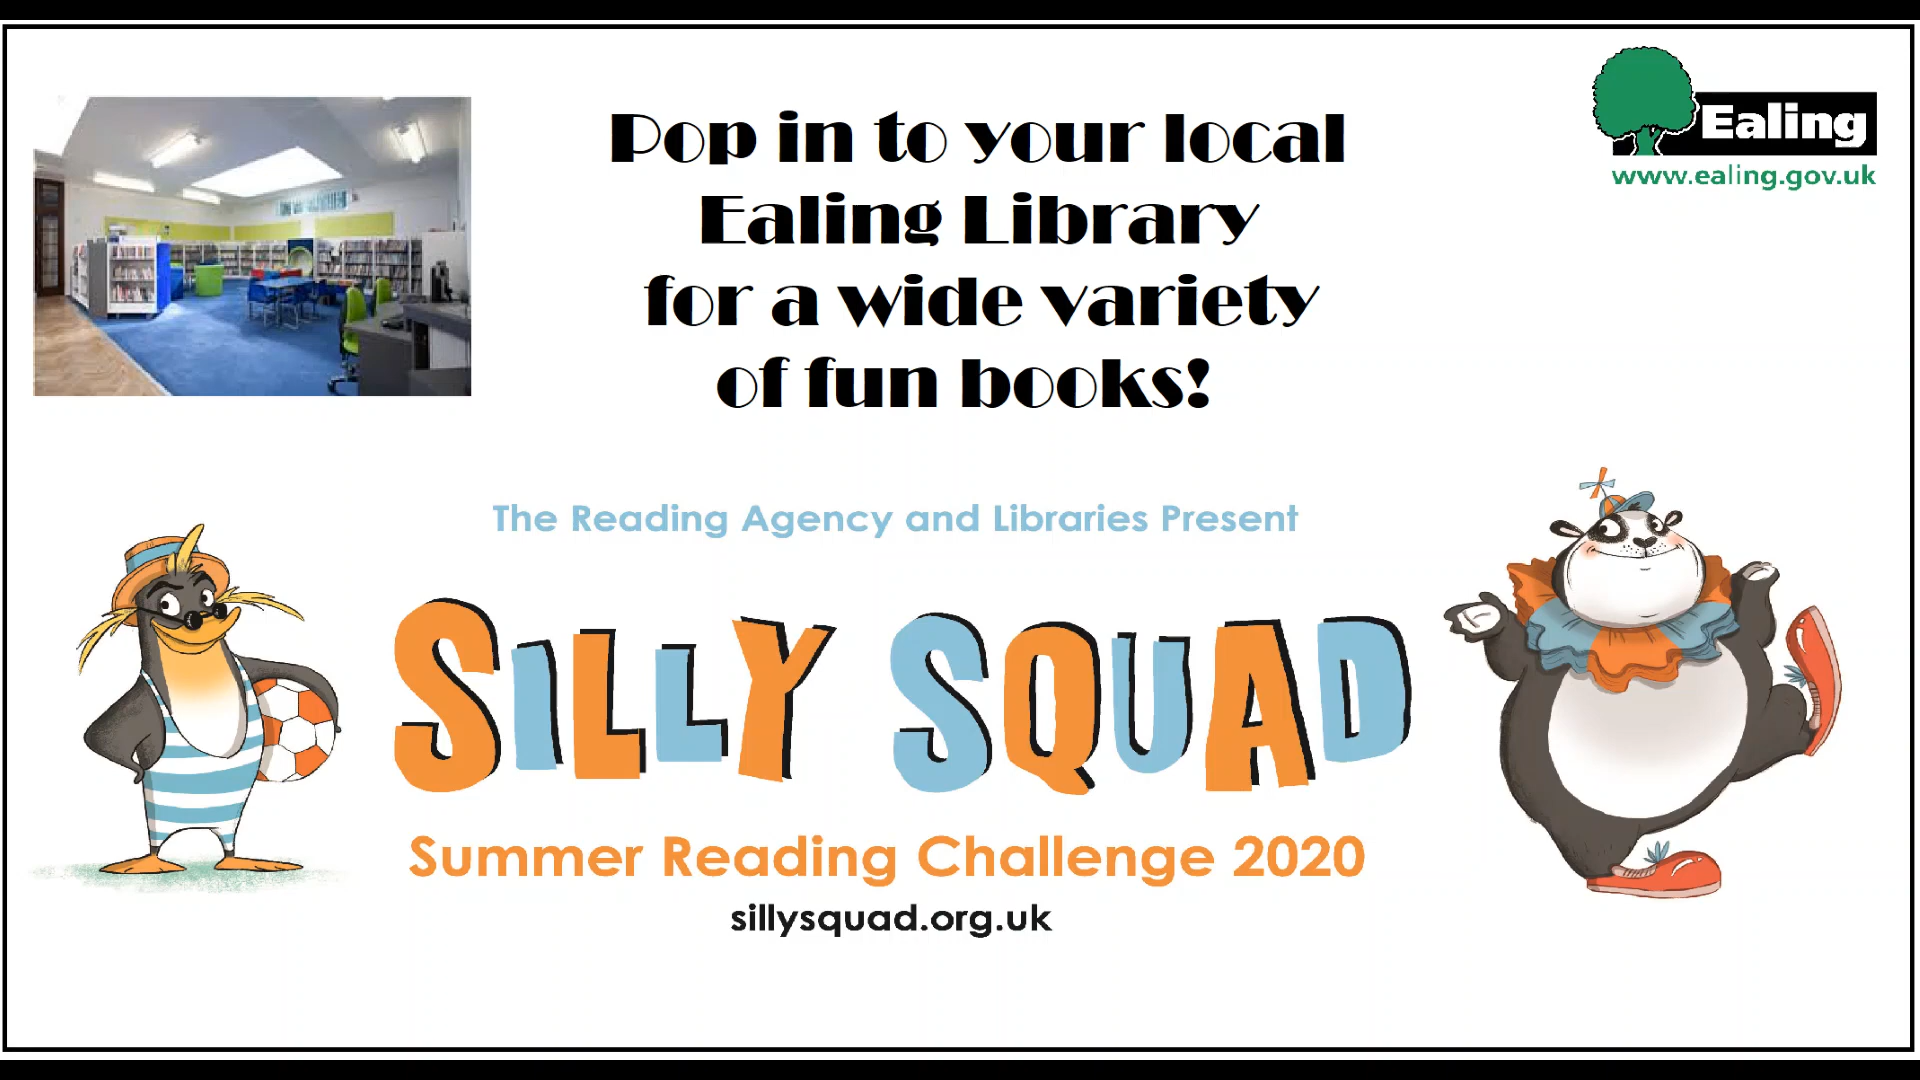 Pop in to your local
Ealing Library
for a wide variety
of fun books!
Ealing
www.ealing.gov.uk
The Reading Agency and Libraries Present
SILLY SQUAD
Summer Reading Challenge 2020
sillysquad.org.uk